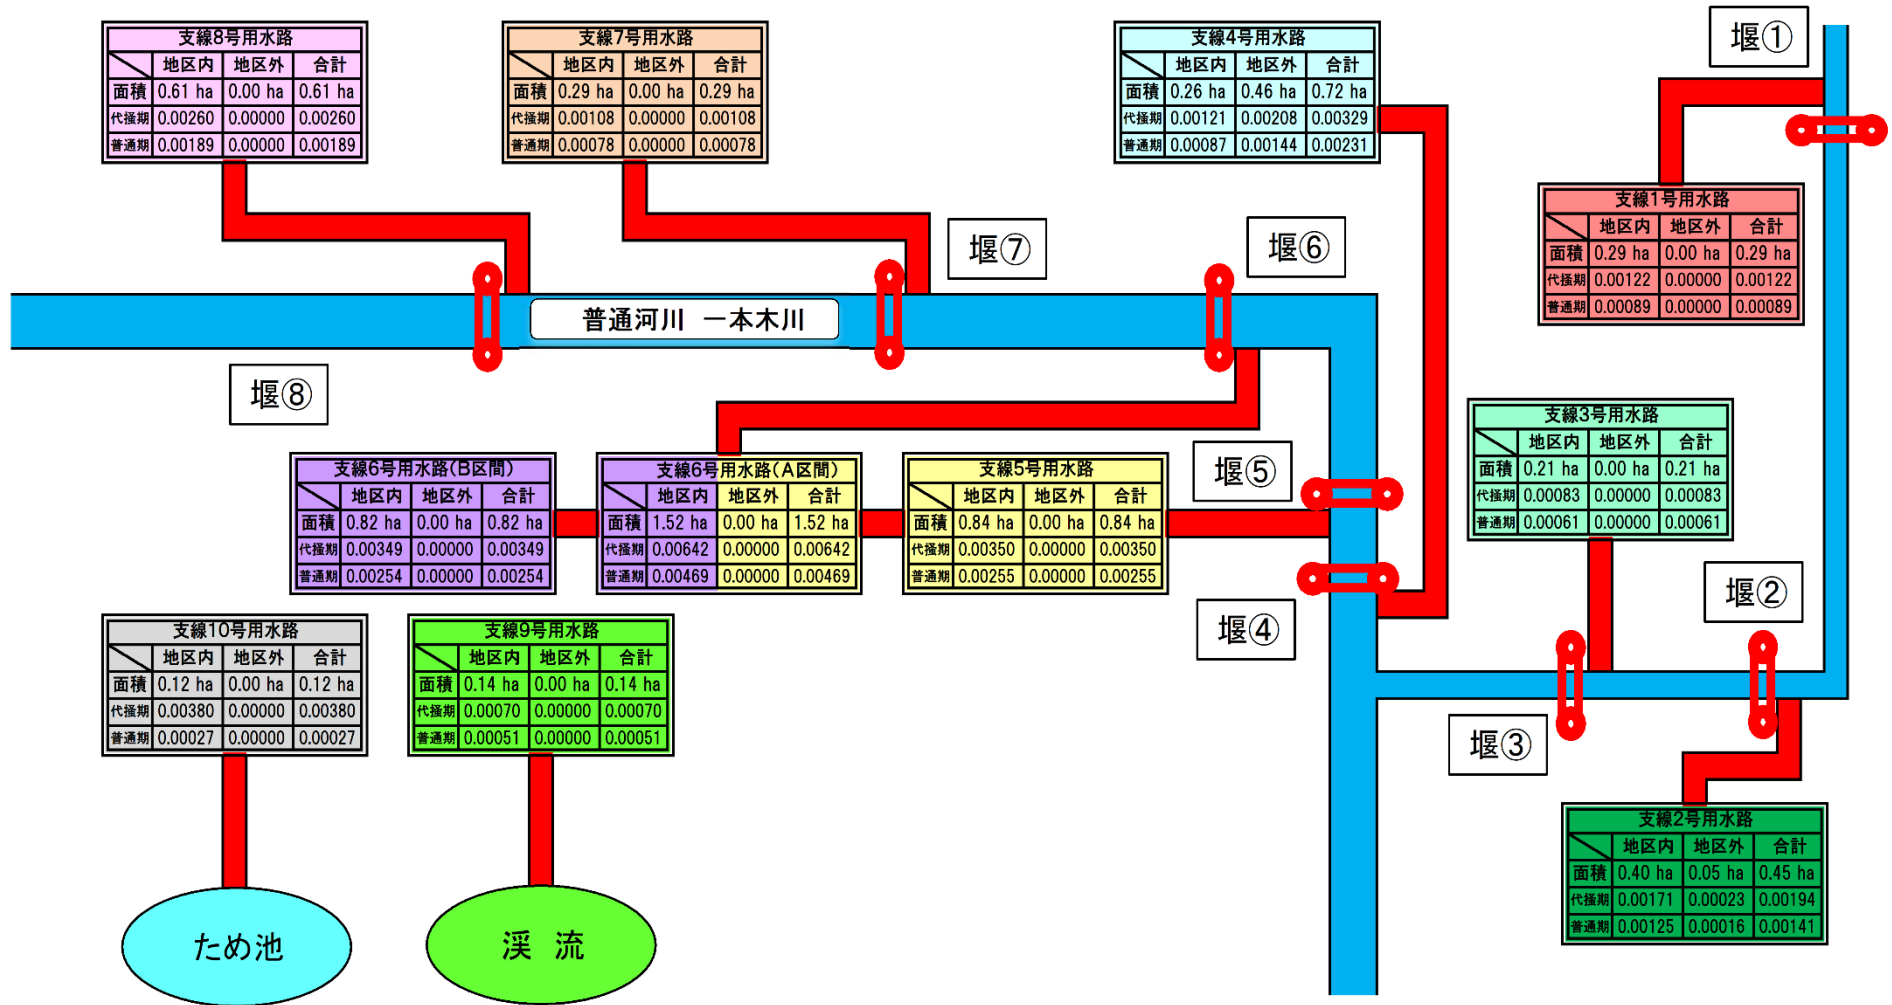 支線8号用水路
地区内 地区外 合計
面積 0.61 ha 0.00 ha 0.61 ha
代掻期 0.00260 0.00000 0.00260
普通期 0.00189 0.00000 0.00189
支線7号用水路
地区内 地区外 合計
面積 0.29 ha 0.00 ha 0.29 ha
代掻期 0.00108 0.00000 0.00108
普通期 0.00078 0.00000 0.00078
支線4号用水路
地区内 地区外 合計
面積 0.26 ha 0.46 ha 0.72 ha
代掻期 0.00121 0.00208 0.00329
普通期 0.00087 0.00144 0.00231
堰①
支線1号用水路
地区内 地区外 合計
面積 0.29 ha 0.00 ha 0.29 ha
代掻期 0.00122 0.00000 0.00122
普通期 0.00089 0.00000 0.00089
堰⑦
堰⑥
普通河川 一本木川
堰⑧
支線6号用水路(B区間)
地区内 地区外 合計
面積 0.82 ha 0.00 ha 0.82 ha
代掻期 0.00349 0.00000 0.00349
普通期 0.00254 0.00000 0.00254
支線6号用水路(A区間)
地区内 地区外 合計
面積 1.52 ha 0.00 ha 1.52 ha
代掻期 0.00642 0.00000 0.00642
普通期 0.00469 0.00000 0.00469
支線5号用水路
地区内 地区外 合計
面積 0.84 ha 0.00 ha 0.84 ha
代掻期 0.00350 0.00000 0.00350
普通期 0.00255 0.00000 0.00255
堰⑤
支線3号用水路
地区内 地区外 合計
面積 0.21 ha 0.00 ha 0.21 ha
代掻期 0.00083 0.00000 0.00083
普通期 0.00061 0.00000 0.00061
支線10号用水路
地区内 地区外 合計
面積 0.12 ha 0.00 ha 0.12 ha
代掻期 0.00380 0.00000 0.00380
普通期 0.00027 0.00000 0.00027
支線9号用水路
地区内 地区外 合計
面積 0.14 ha 0.00 ha 0.14 ha
代掻期 0.00070 0.00000 0.00070
普通期 0.00051 0.00000 0.00051
堰④
堰②
堰③
支線2号用水路
地区内 地区外 合計
面積 0.40 ha 0.05 ha 0.45 ha
代掻期 0.00171 0.00023 0.00194
普通期 0.00125 0.00016 0.00141
ため池
渓 流